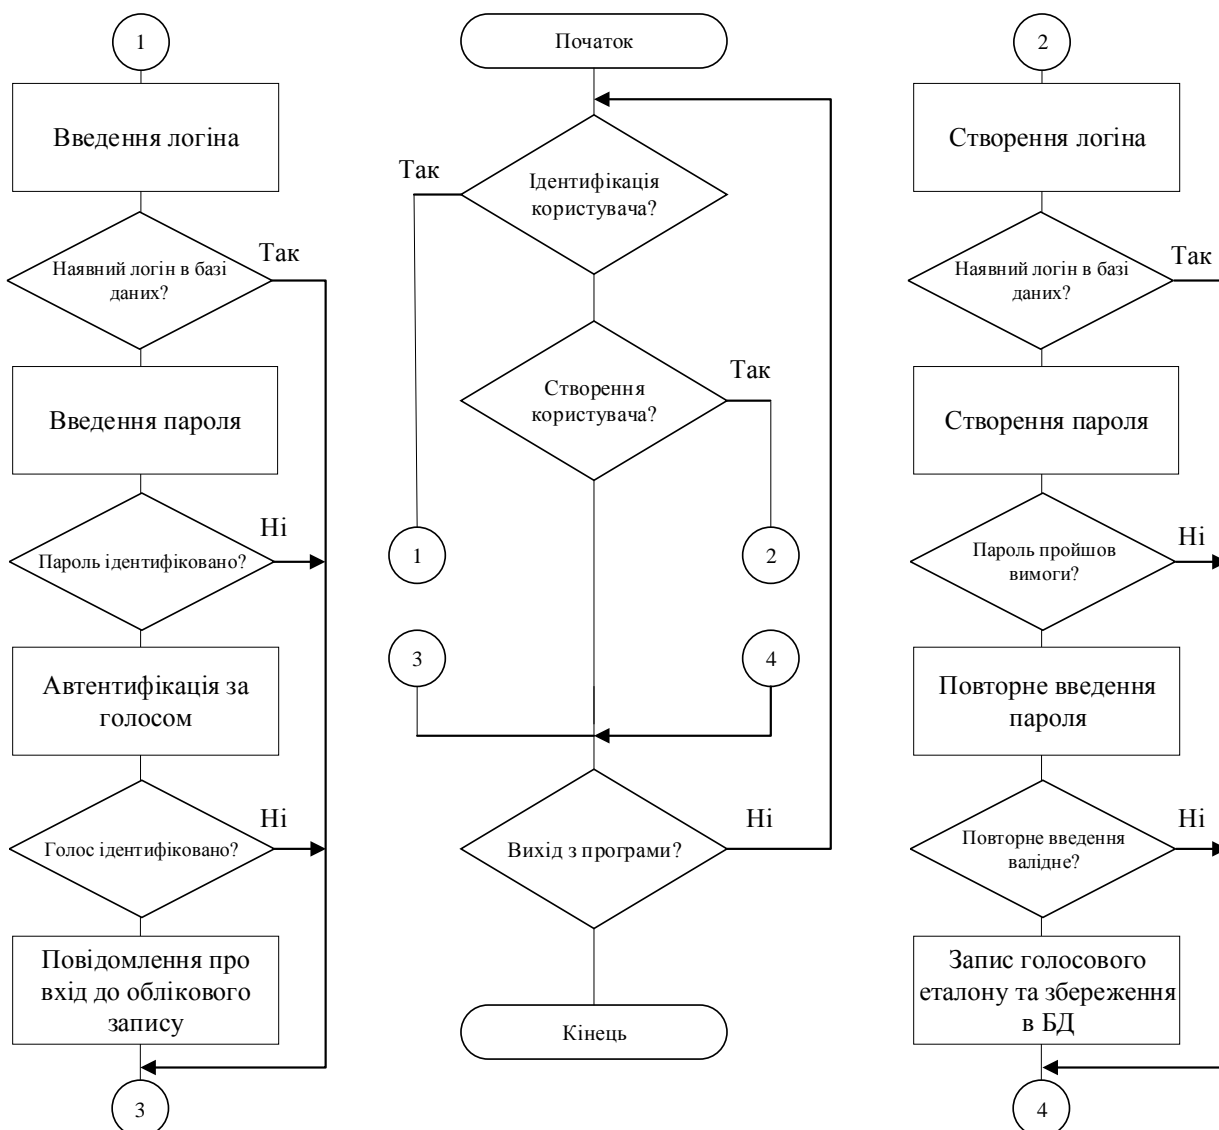 1
Введення логіна
Наявний логін в базі
даних?
Так
Введення пароля
Пароль ідентифіковано?
Ні
Автентифікація за
голосом
Голос ідентифіковано?
Ні
Повідомлення про
вхід до облікового
запису
3
Початок
Ідентифікація
користувача?
Так
Створення
користувача?
Так
1
2
3
4
Вихід з програми?
Ні
Кінець
2
Створення логіна
Наявний логін в базі
даних?
Так
Створення пароля
Пароль пройшов
вимоги?
Ні
Повторне введення
пароля
Повторне введення
валідне?
Ні
Запис голосового
еталону та збереження
в БД
4